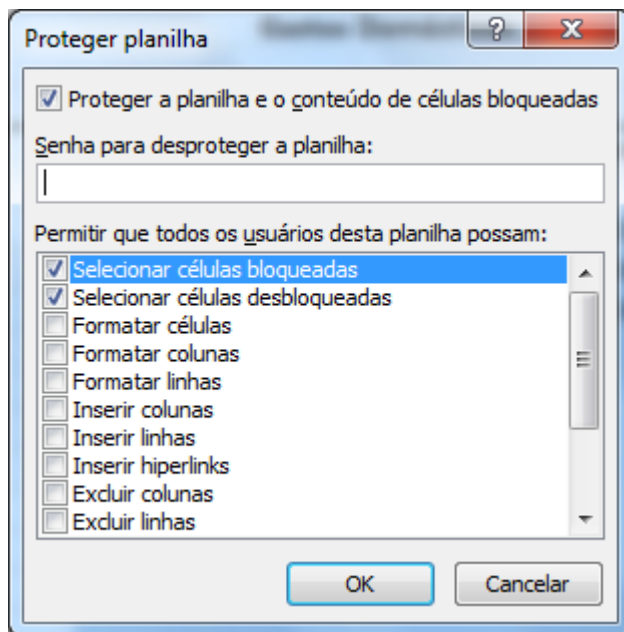 Proteger planilha
Proteger a planilha e o conteúdo de células bloqueadas
Senha para desproteger a planilha:
Permitir que todos os usuários desta planilha possam:
Selecionar células bloqueadas
Selecionar células desbloqueadas
Formatar células
Formatar colunas
Formatar linhas
Inserir colunas
Inserir linhas
Inserir hiperlinks
Excluir colunas
Excluir linhas
OK
Cancelar